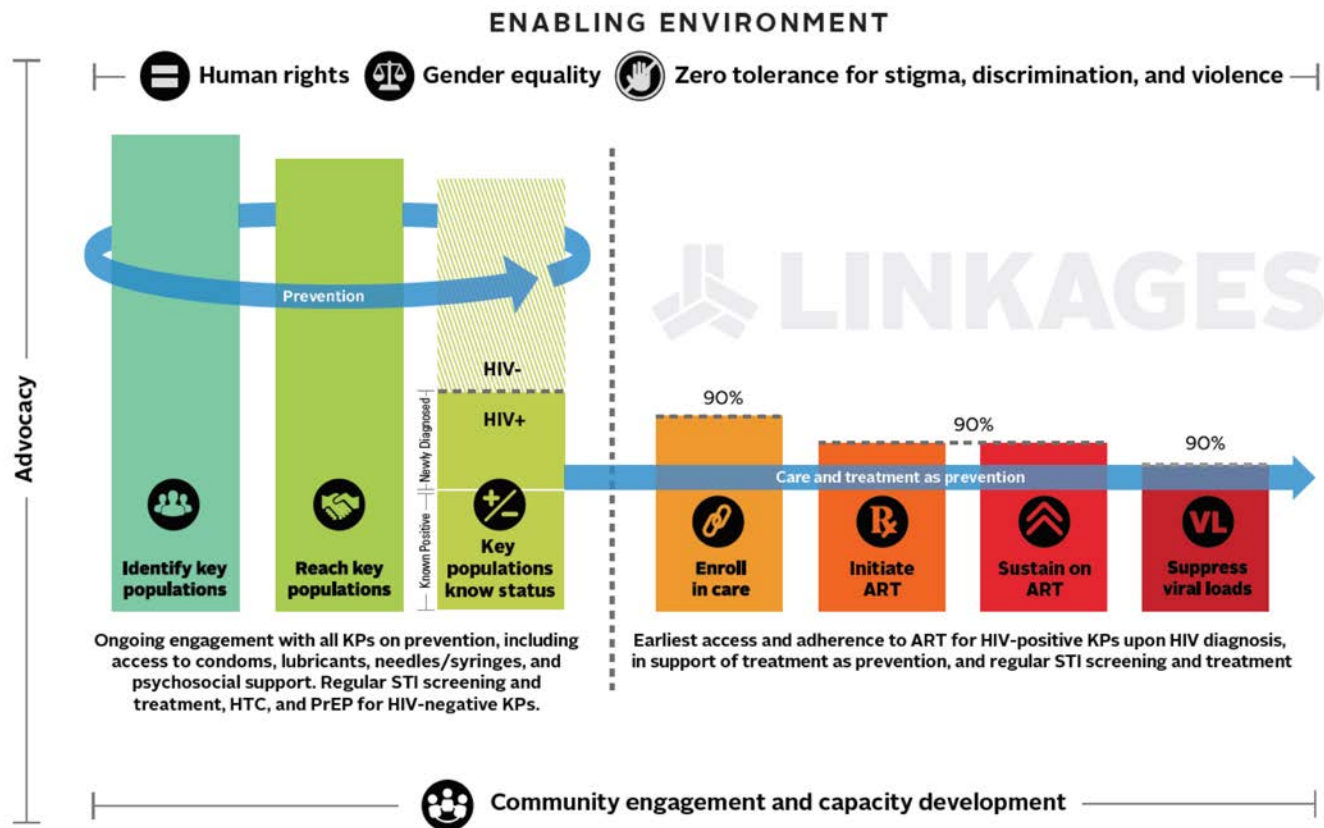 ENABLING ENVIRONMENT
Human rights
Gender equality
Zero tolerance for stigma, discrimination, and violence
Advocacy
Prevention
LINKAGES
HIV-
HIV+
Newly Diagnosed
Known Positive
90%
90%
90%
Care and treatment as prevention
Identify key
populations
Reach key
populations
Key
populations
know status
Enroll
in care
Rx
Initiate
ART
Sustain on
ART
VL
Suppress
viral loads
Ongoing engagement with all KPs on prevention, including
access to condoms, lubricants, needles/syringes, and
psychosocial support. Regular STI screening and
treatment, HTC, and PrEP for HIV-negative KPs.
Earliest access and adherence to ART for HIV-positive KPs upon HIV diagnosis,
in support of treatment as prevention, and regular STI screening and treatment
Community engagement and capacity development